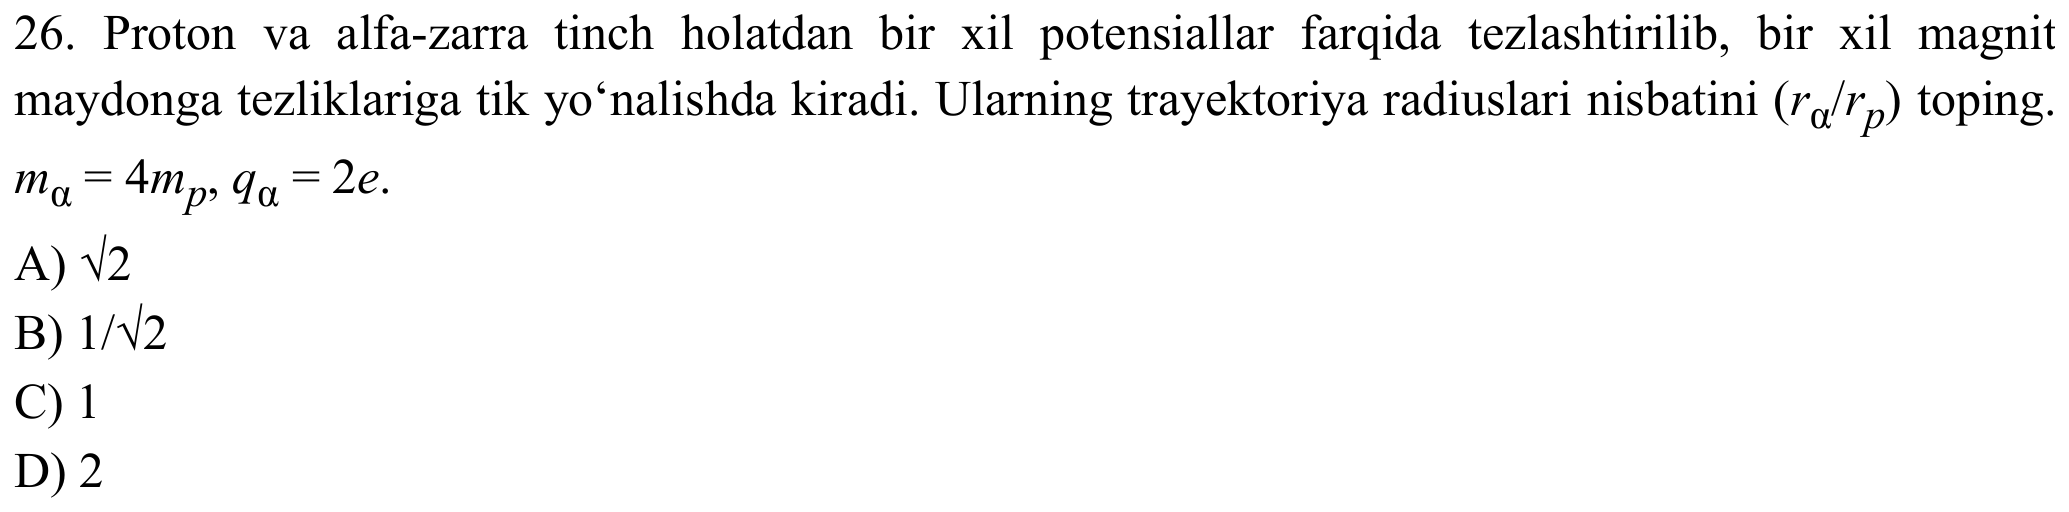 26. Proton va alfa-zarra tinch holatdan bir xil potensiallar farqida tezlashtirilib, bir xil magnit
maydonga tezliklariga tik yo‘nalishda kiradi. Ularning trayektoriya radiuslari nisbatini (rα/rp) toping.
mα = 4mp, qα = 2e.
A) √2
B) 1/√2
C) 1
D) 2